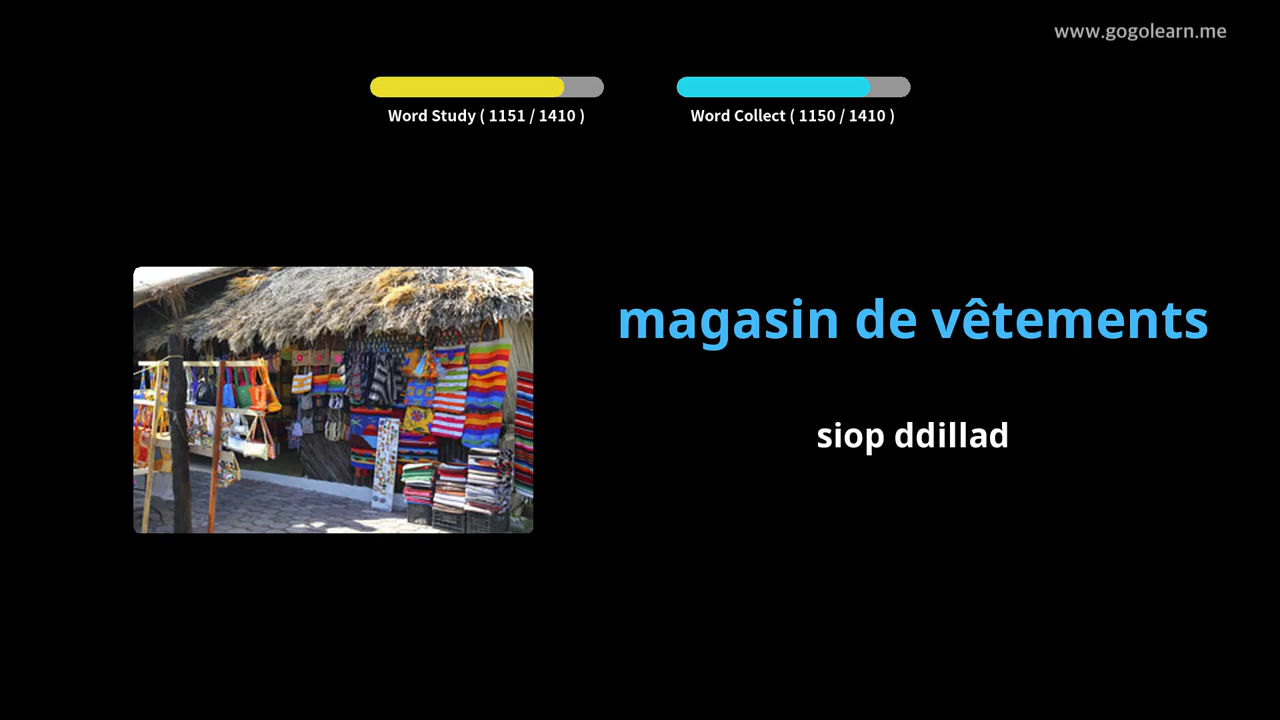 www.gogolearn.me
Word Study ( 1151 / 1410 )
Word Collect ( 1150 / 1410 )
magasin de vêtements
siop ddillad